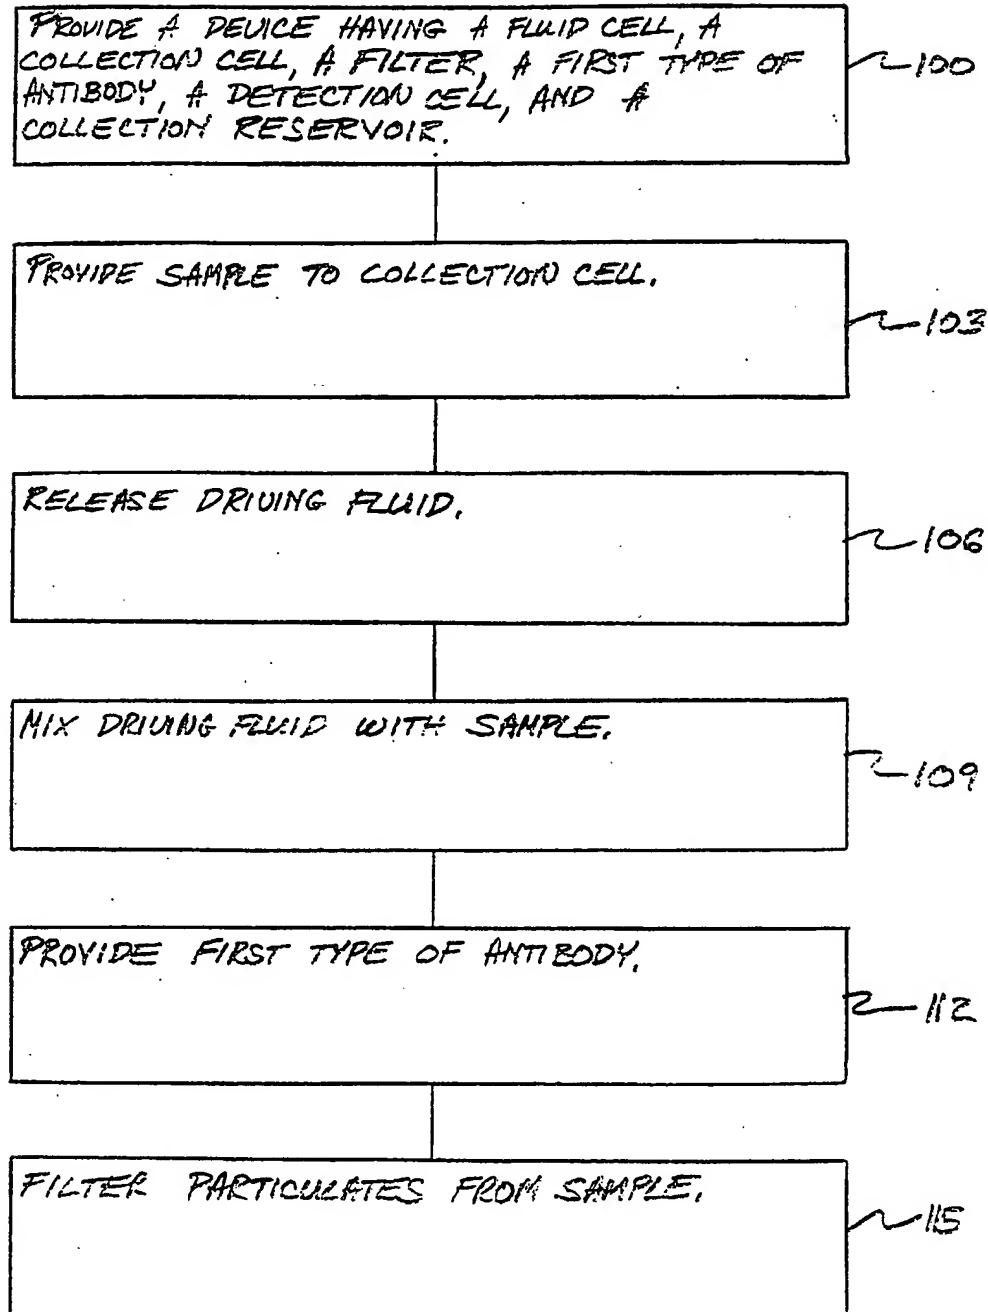 PROVIDE A DEVICE HAVING A FLUID CELL, A
COLLECTION CELL, A FILTER, A FIRST TYPE OF
ANTIBODY, A DETECTION CELL, AND A
COLLECTION RESERVOIR.
100
PROVIDE SAMPLE TO COLLECTION CELL.
103
RELEASE DRIVING FLUID.
106
MIX DRIVING FLUID WITH SAMPLE.
109
PROVIDE FIRST TYPE OF ANTIBODY.
112
FILTER PARTICULATES FROM SAMPLE.
115